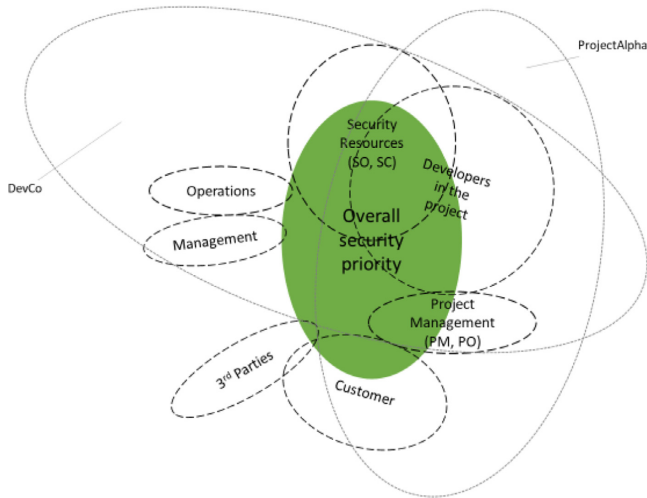 ProjectAlpha
DevCo
Security
Resources
(SO, SC)
Developers
in the
project
Operations
Management
Overall
security
priority
Project
Management
(PM, PO)
3rd Parties
Customer